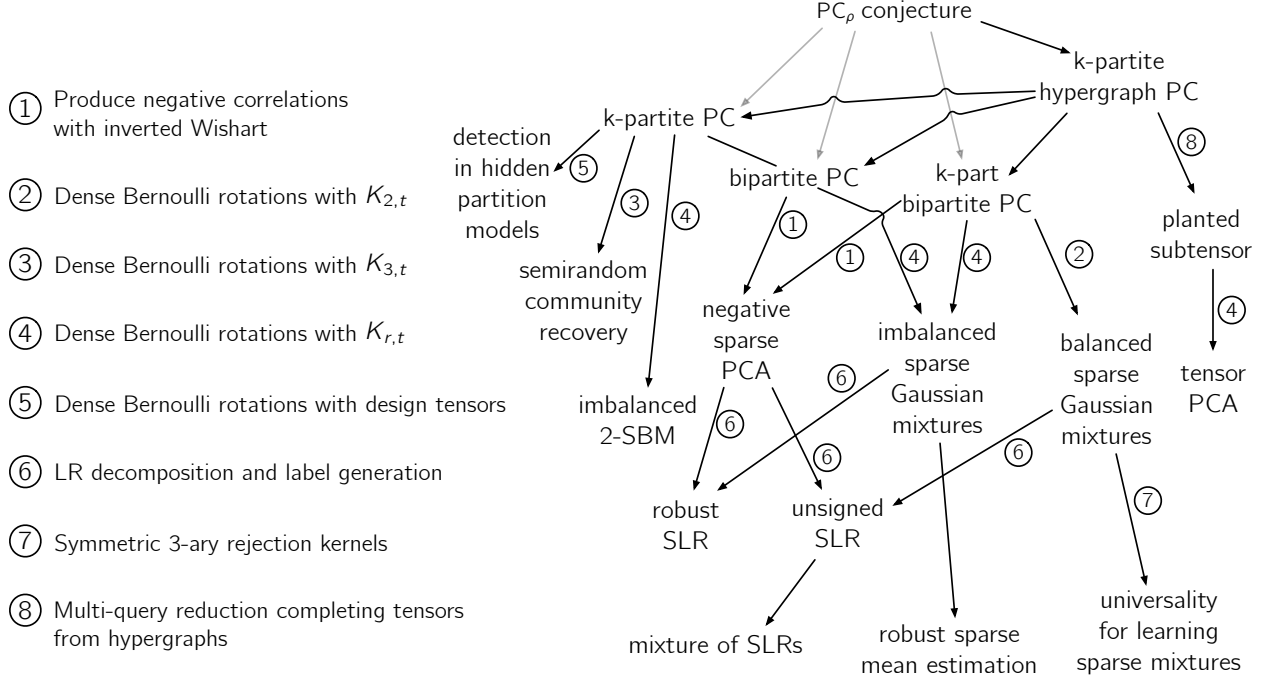 ① Produce negative correlations
with inverted Wishart
② Dense Bernoulli rotations with K₂,ₜ
③ Dense Bernoulli rotations with K₃,ₜ
④ Dense Bernoulli rotations with Kᵣ,ₜ
⑤ Dense Bernoulli rotations with design tensors
⑥ LR decomposition and label generation
⑦ Symmetric 3-ary rejection kernels
⑧ Multi-query reduction completing tensors
from hypergraphs
PCᵨ conjecture
k-partite
hypergraph PC
k-partite PC
detection
in hidden
partition
models
bipartite PC
k-part
bipartite PC
planted
subtensor
⑤
③
④
①
①
④
④
②
⑧
④
semirandom
community
recovery
negative
sparse
PCA
imbalanced
sparse
Gaussian
mixtures
balanced
sparse
Gaussian
mixtures
tensor
PCA
imbalanced
2-SBM
⑥
⑥
⑥
⑥
⑦
robust
SLR
unsigned
SLR
mixture of SLRs
robust sparse
mean estimation
universality
for learning
sparse mixtures